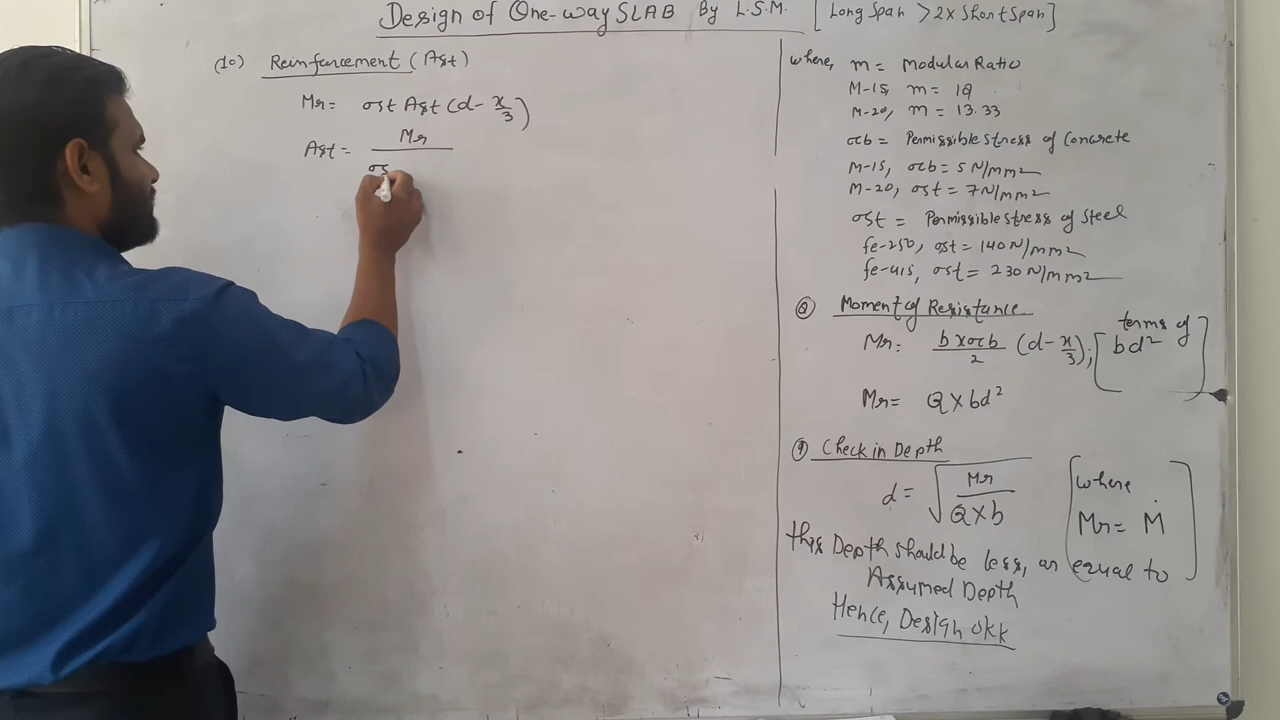 Design of One-way SLAB By L.S.M. [Long Span > 2 x Short Span]
(10) Reinforcement (Ast)
Mr = σst Ast (d - x/3)
Ast = Mr / σs
where, m = Modular Ratio
M-15, m = 19
M-20, m = 13.33
σcb = Permissible stress of Concrete
M-15, σcb = 5 N/mm2
M-20, σst = 7 N/mm2
σst = Permissible stress of Steel
fe-250, σst = 140 N/mm2
fe-415, σst = 230 N/mm2
⑧ Moment of Resistance
Mr = b x σcb / 2 (d - x/3); [terms of bd²]
Mr = Q x bd²
⑨ Check in Depth
d = √(Mr / Q x b) [where Mr = M]
this Depth should be less, or equal to
Assumed Depth
Hence, Design okk